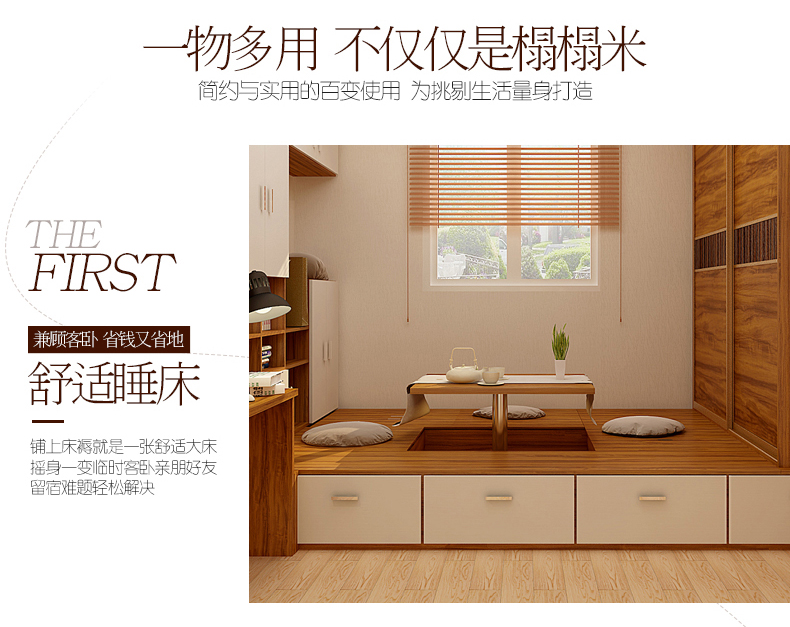 一物多用 不仅仅是榻榻米
简约与实用的百变使用 为挑剔生活量身打造
THE
FIRST
兼顾客卧 省钱又省地
舒适睡床
铺上床褥就是一张舒适大床
摇身一变临时客卧亲朋好友
留宿难题轻松解决